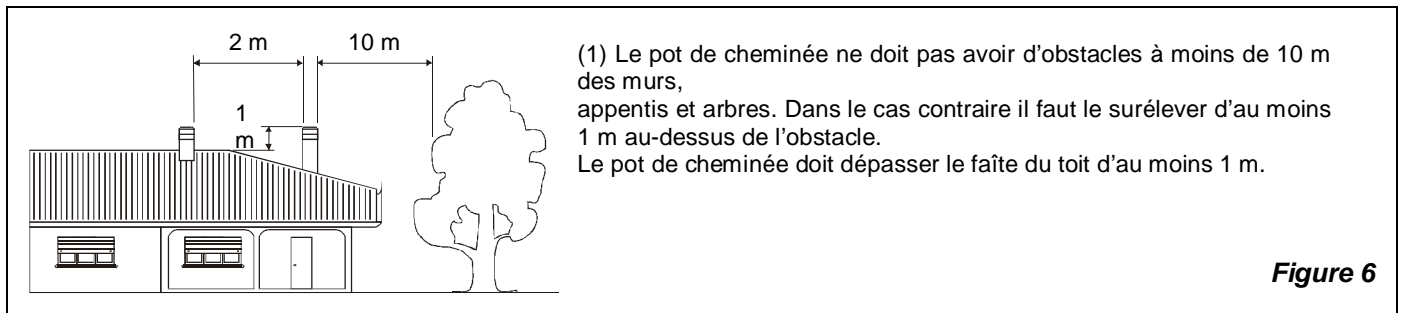 2 m
10 m
1
m
(1) Le pot de cheminée ne doit pas avoir d'obstacles à moins de 10 m
des murs,
appentis et arbres. Dans le cas contraire il faut le surélever d'au moins
1 m au-dessus de l'obstacle.
Le pot de cheminée doit dépasser le faîte du toit d'au moins 1 m.
Figure 6